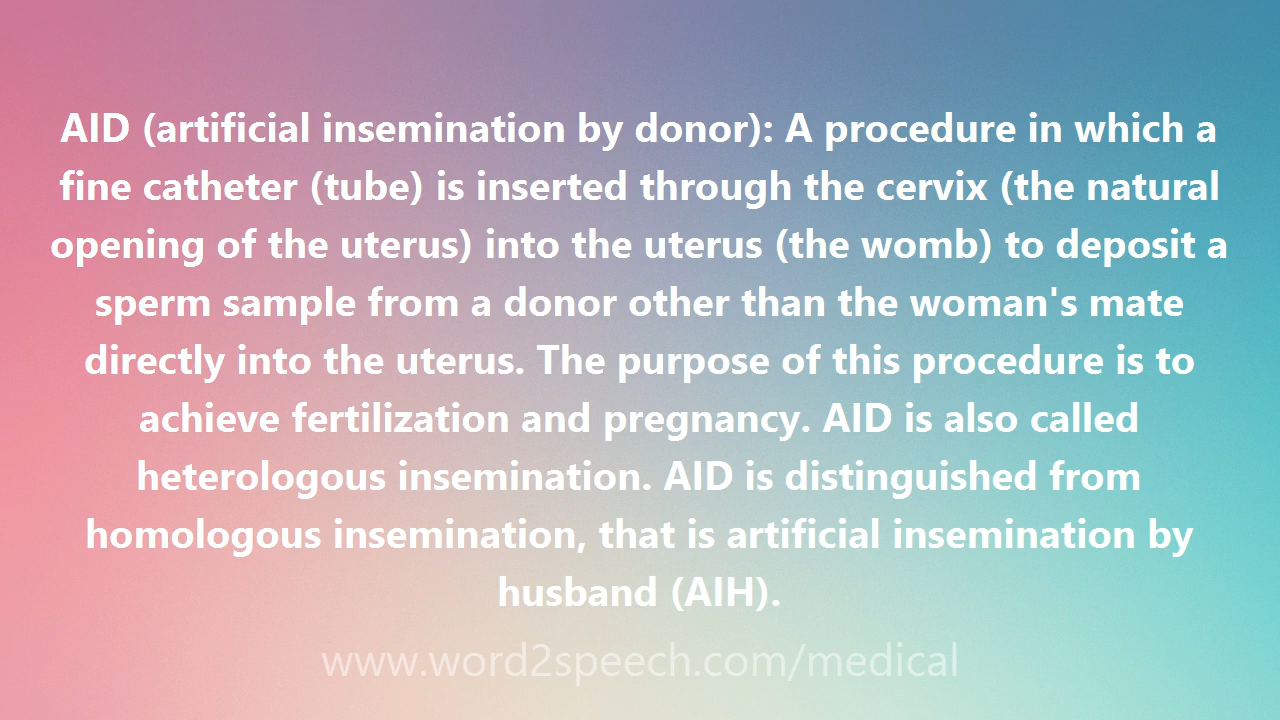 AID (artificial insemination by donor): A procedure in which a
fine catheter (tube) is inserted through the cervix (the natural
opening of the uterus) into the uterus (the womb) to deposit a
sperm sample from a donor other than the woman's mate
directly into the uterus. The purpose of this procedure is to
achieve fertilization and pregnancy. AID is also called
heterologous insemination. AID is distinguished from
homologous insemination, that is artificial insemination by
husband (AIH).
www.word2speech.com/medical